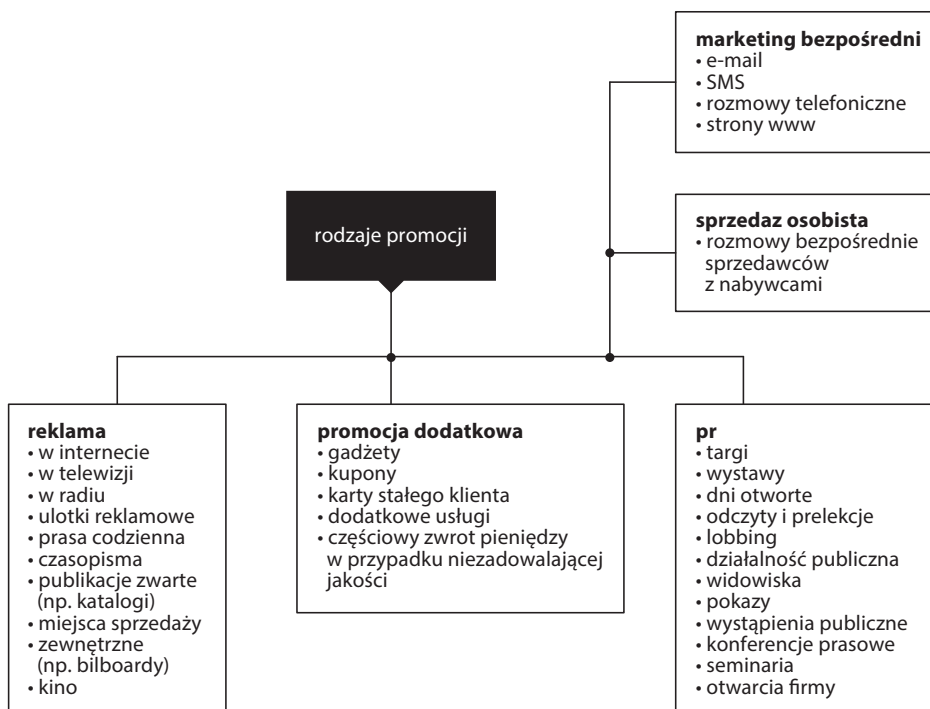 marketing bezpośredni
• e-mail
• SMS
• rozmowy telefoniczne
• strony www
rodzaje promocji
sprzedaz osobista
• rozmowy bezpośrednie
sprzedawców
z nabywcami
reklama
• w internecie
• w telewizji
• w radiu
• ulotki reklamowe
• prasa codzienna
• czasopisma
• publikacje zwarte
(np. katalogi)
• miejsca sprzedaży
• zewnętrzne
(np. bilboardy)
• kino
promocja dodatkowa
• gadżety
• kupony
• karty stałego klienta
• dodatkowe usługi
• częściowy zwrot pieniędzy
w przypadku niezadowalającej
jakości
pr
• targi
• wystawy
• dni otworte
• odczyty i prelekcje
• lobbing
• działalność publiczna
• widowiska
• pokazy
• wystąpienia publiczne
• konferencje prasowe
• seminaria
• otwarcia firmy